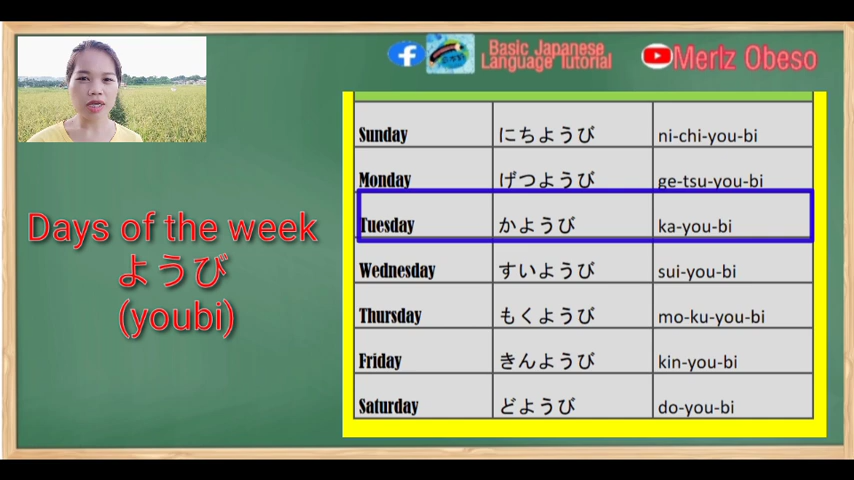 Basic Japanese
Language Tutorial
Merlz Obeso
Days of the week
ようび
(youbi)
Sunday にちようび ni-chi-you-bi
Monday げつようび ge-tsu-you-bi
Tuesday かようび ka-you-bi
Wednesday すいようび sui-you-bi
Thursday もくようび mo-ku-you-bi
Friday きんようび kin-you-bi
Saturday どようび do-you-bi